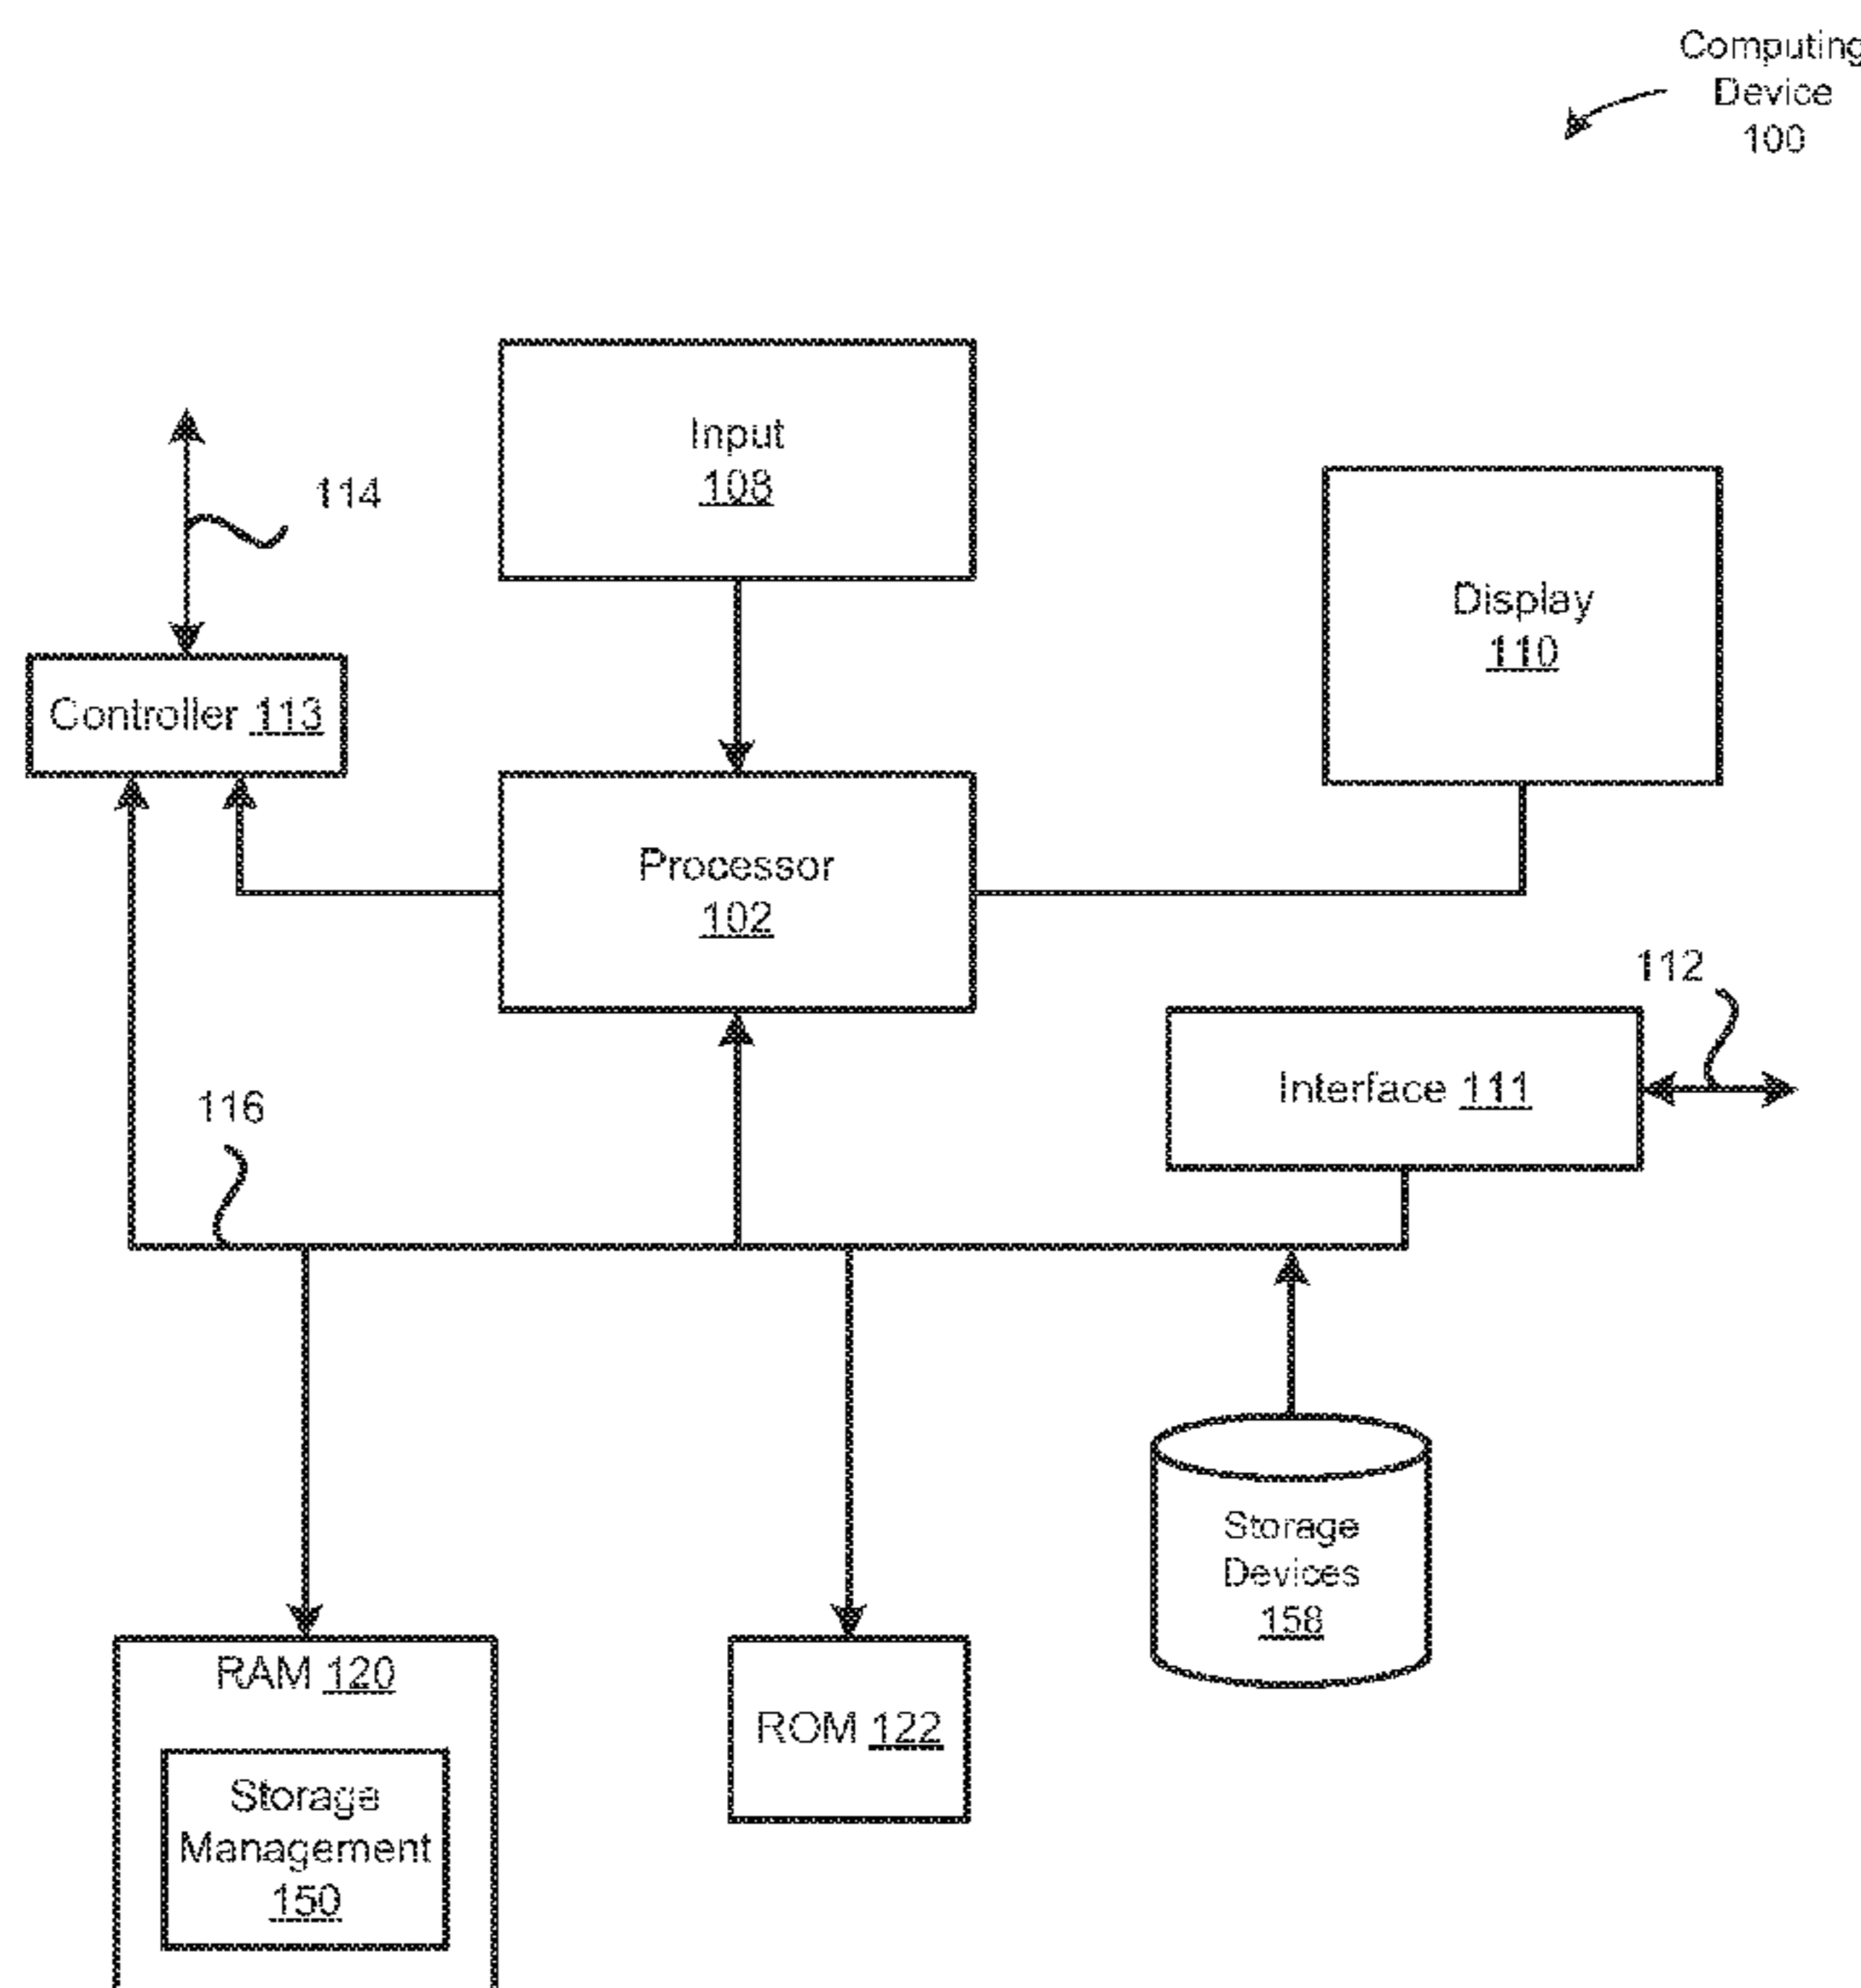 Computing
Device
100
Input
108
114
Display
110
Controller 113
Processor
102
112
Interface 111
116
Storage
Devices
158
RAM 120
ROM 122
Storage
Management
150